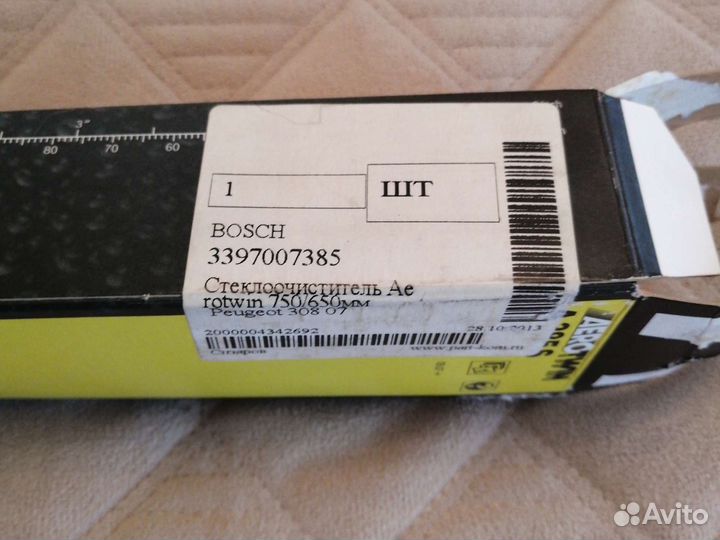 3"
80 70 60
1 ШТ
BOSCH
3397007385
Стеклоочиститель Ae
rotwin 750/650мм
Peugeot 308 07
2000004342692 28.10.2013
www.part-kom.ru
AEROTWIN
Avito